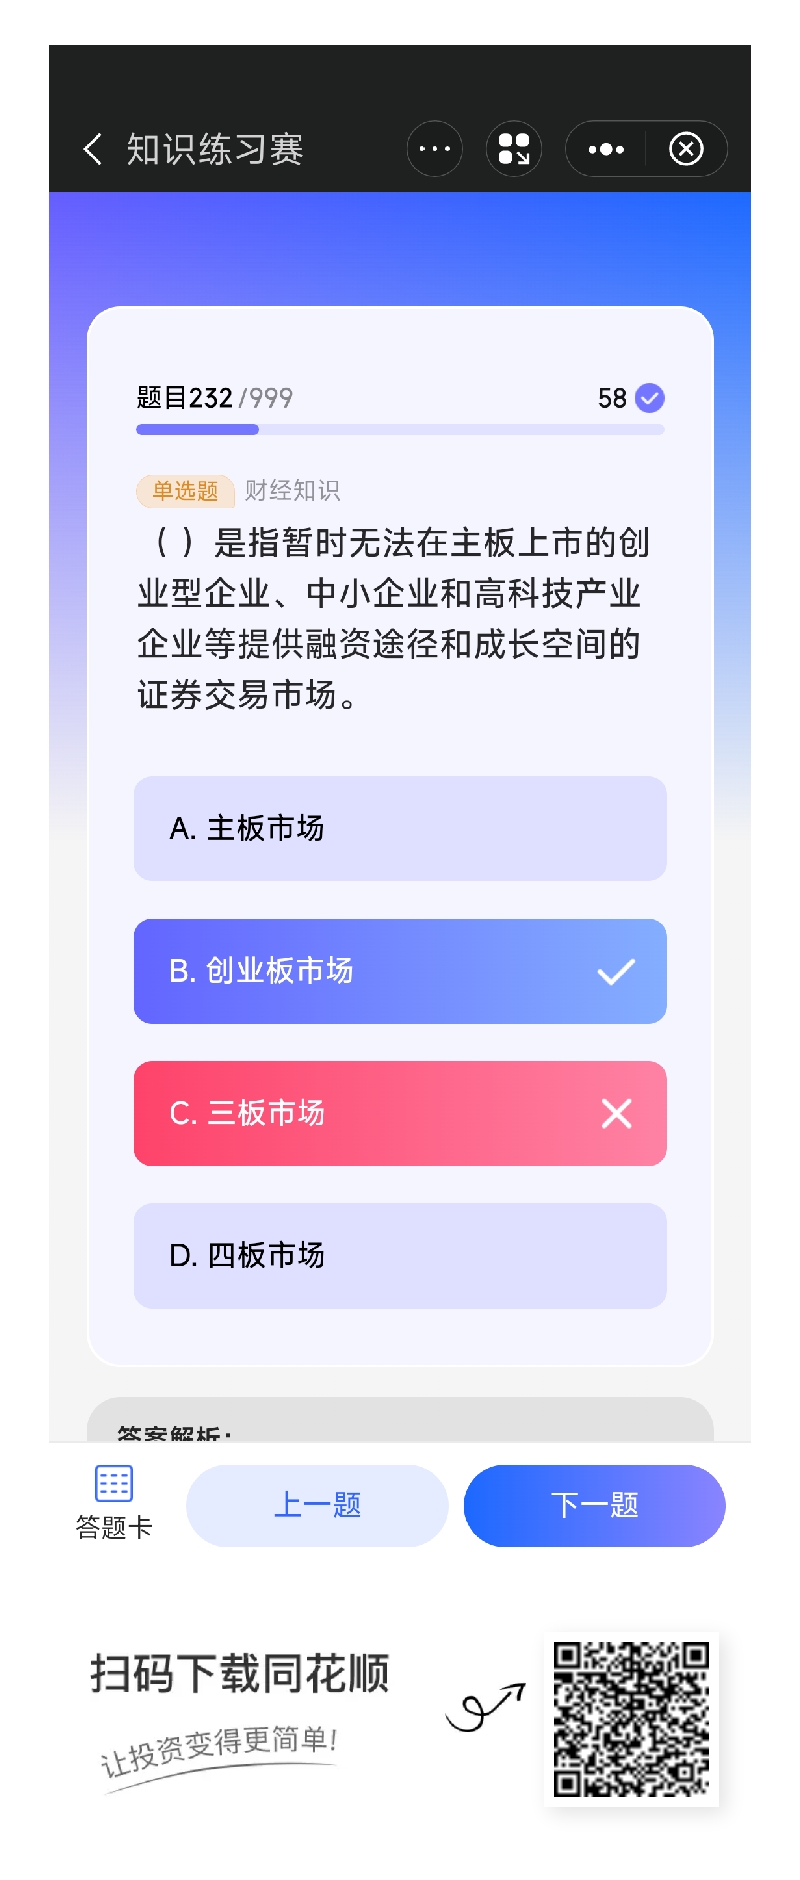 知识练习赛
题目232/999
58
单选题 财经知识
（ ）是指暂时无法在主板上市的创
业型企业、中小企业和高科技产业
企业等提供融资途径和成长空间的
证券交易市场。
A. 主板市场
B. 创业板市场
C. 三板市场
D. 四板市场
答案解析：
答题卡
上一题
下一题
扫码下载同花顺
让投资变得更简单!